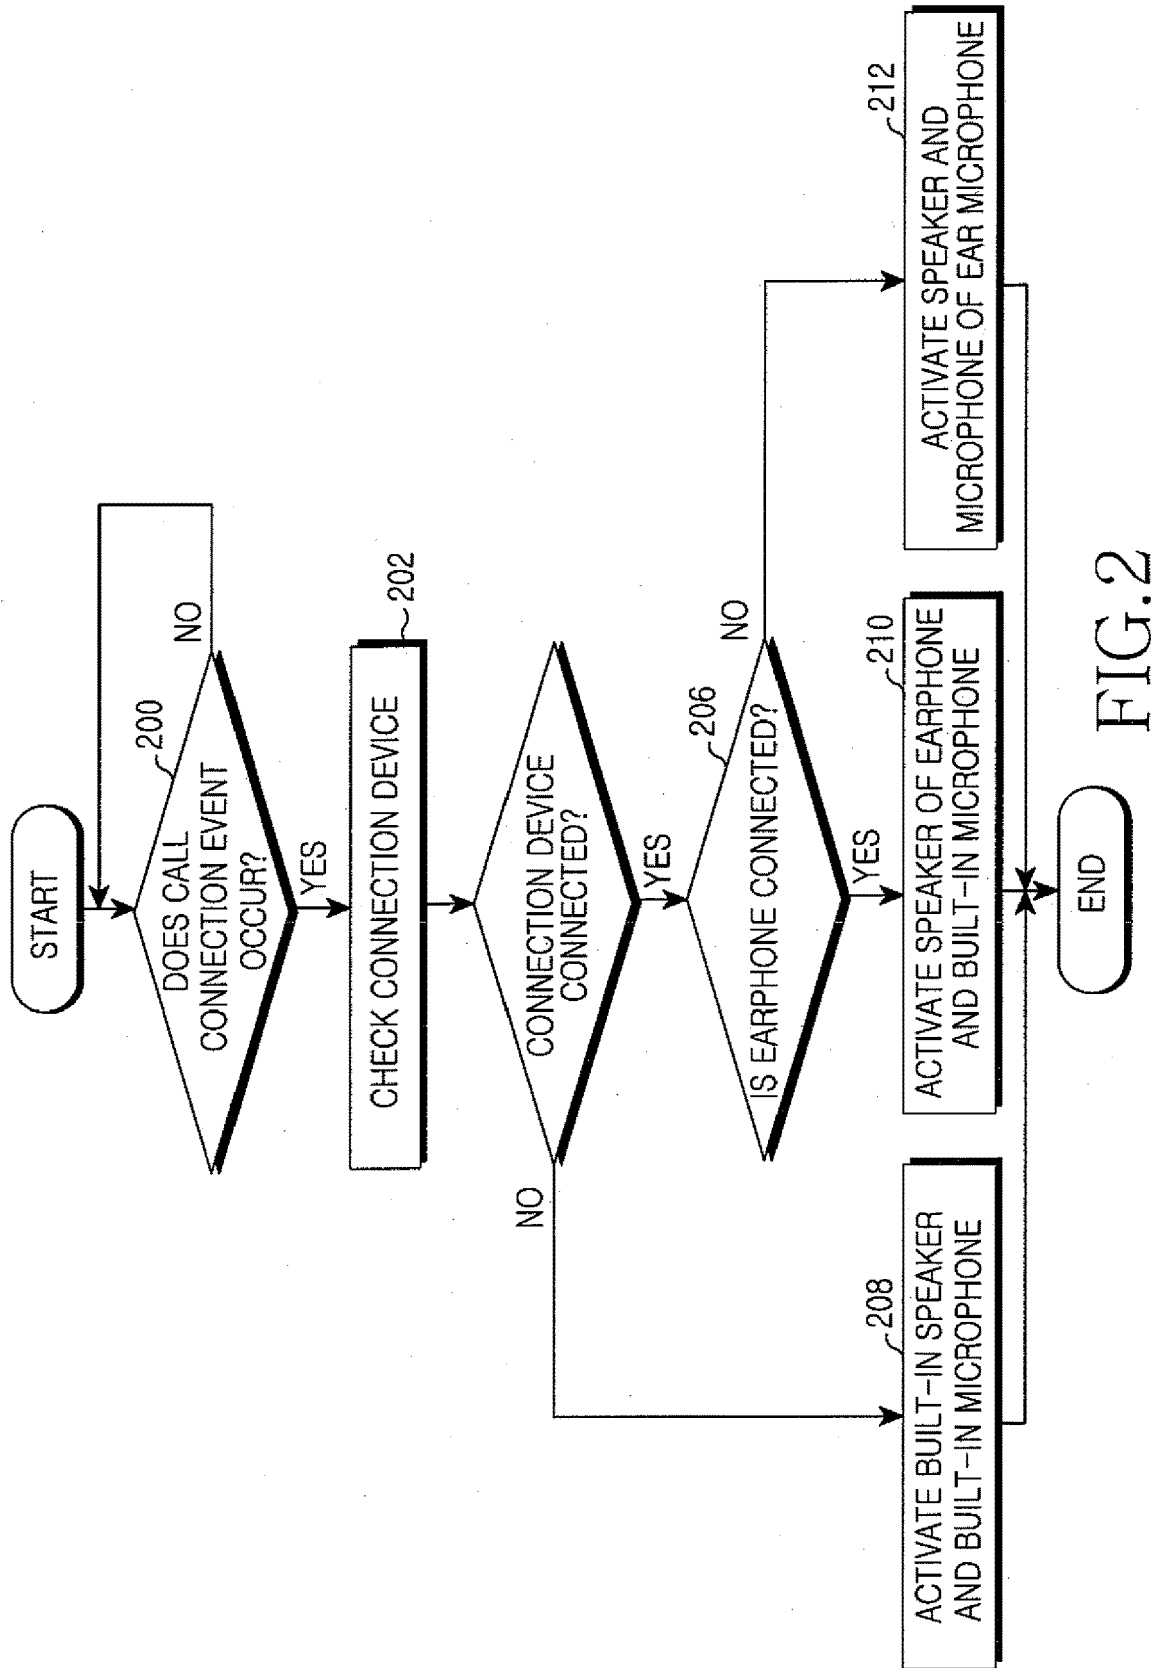 START
200
DOES CALL
CONNECTION EVENT
OCCUR?
NO
YES
202
CHECK CONNECTION DEVICE
CONNECTION DEVICE
CONNECTED?
NO
YES
206
IS EARPHONE CONNECTED?
NO
YES
208
ACTIVATE BUILT-IN SPEAKER
AND BUILT-IN MICROPHONE
210
ACTIVATE SPEAKER OF EARPHONE
AND BUILT-IN MICROPHONE
212
ACTIVATE SPEAKER AND
MICROPHONE OF EAR MICROPHONE
END
FIG.2